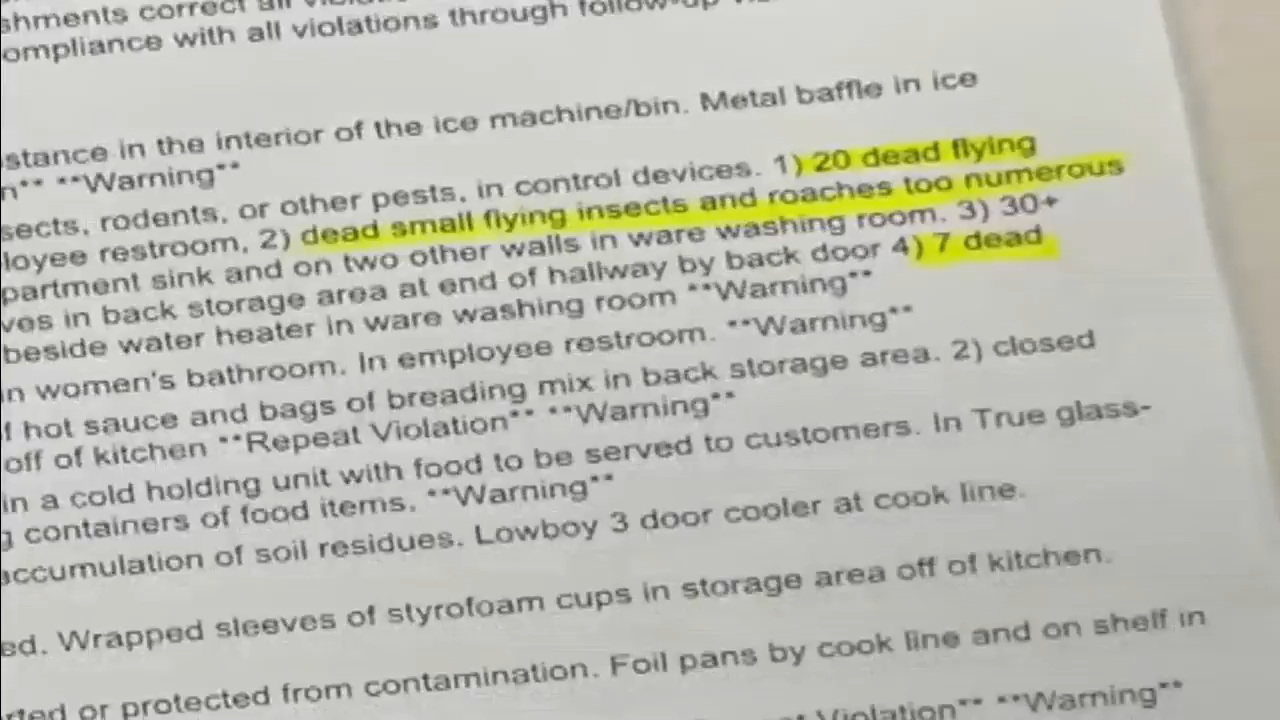 shments correct all
ompliance with all violations through follow-up
stance in the interior of the ice machine/bin. Metal baffle in ice
n** **Warning**
sects, rodents, or other pests, in control devices. 1) 20 dead flying
loyee restroom, 2) dead small flying insects and roaches too numerous
partment sink and on two other walls in ware washing room. 3) 30+
ves in back storage area at end of hallway by back door 4) 7 dead
beside water heater in ware washing room **Warning**
in women's bathroom. In employee restroom. **Warning**
f hot sauce and bags of breading mix in back storage area. 2) closed
off of kitchen **Repeat Violation** **Warning**
in a cold holding unit with food to be served to customers. In True glass-
g containers of food items. **Warning**
accumulation of soil residues. Lowboy 3 door cooler at cook line.
ed. Wrapped sleeves of styrofoam cups in storage area off of kitchen.
rted or protected from contamination. Foil pans by cook line and on shelf in
Violation** **Warning**